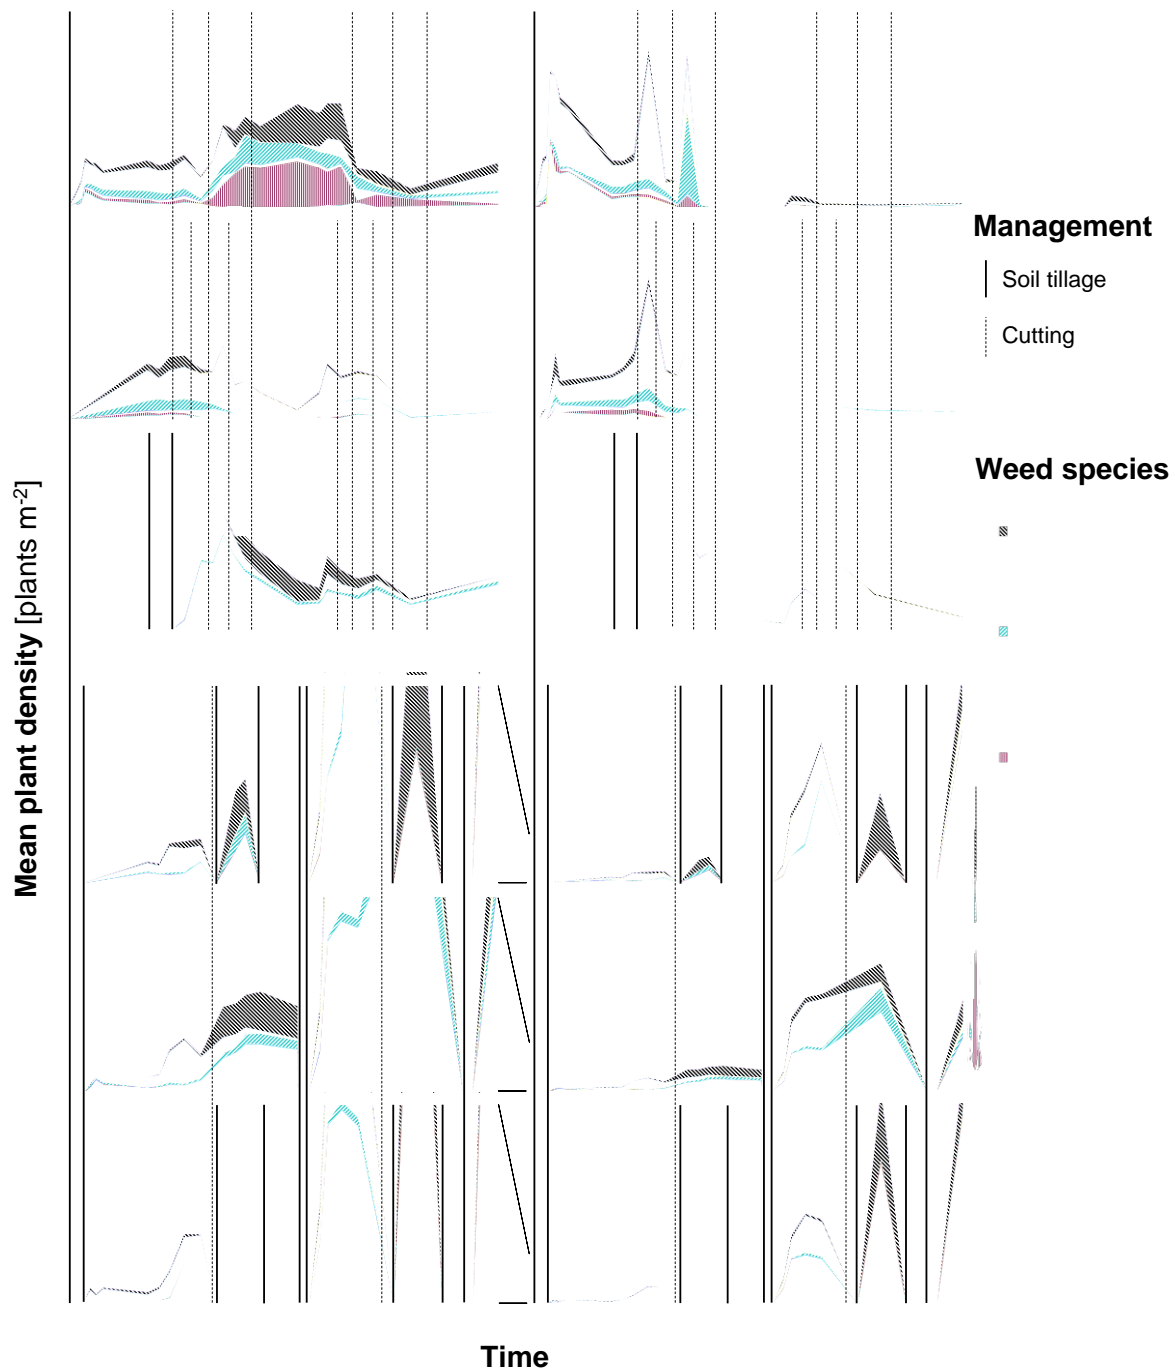 Management
Soil tillage
Cutting
Weed species
Mean plant density [plants m-2]
Time